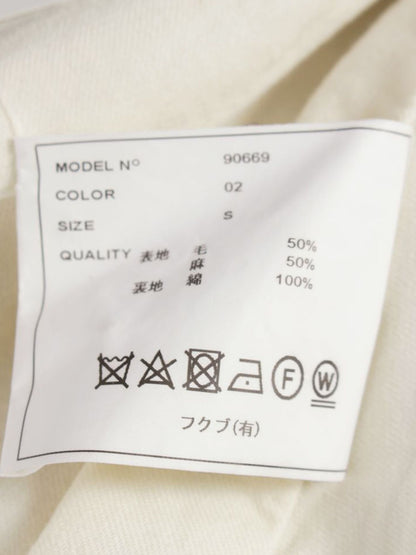 MODEL Nº 90669
COLOR 02
SIZE S
QUALITY 表地 毛 50%
麻 50%
裏地 綿 100%
F W
フクブ(有)